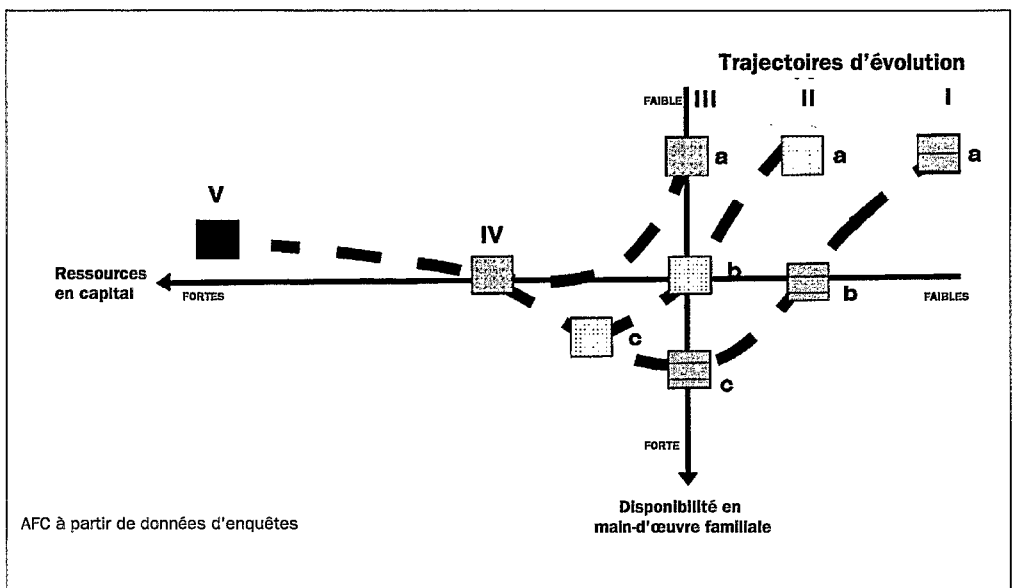 Trajectoires d'évolution
FAIBLE
III
II
I
a
a
a
V
IV
b
b
Ressources
en capital
FORTES
FAIBLES
c
c
FORTE
Disponibilité en
main-d'œuvre familiale
AFC à partir de données d'enquêtes